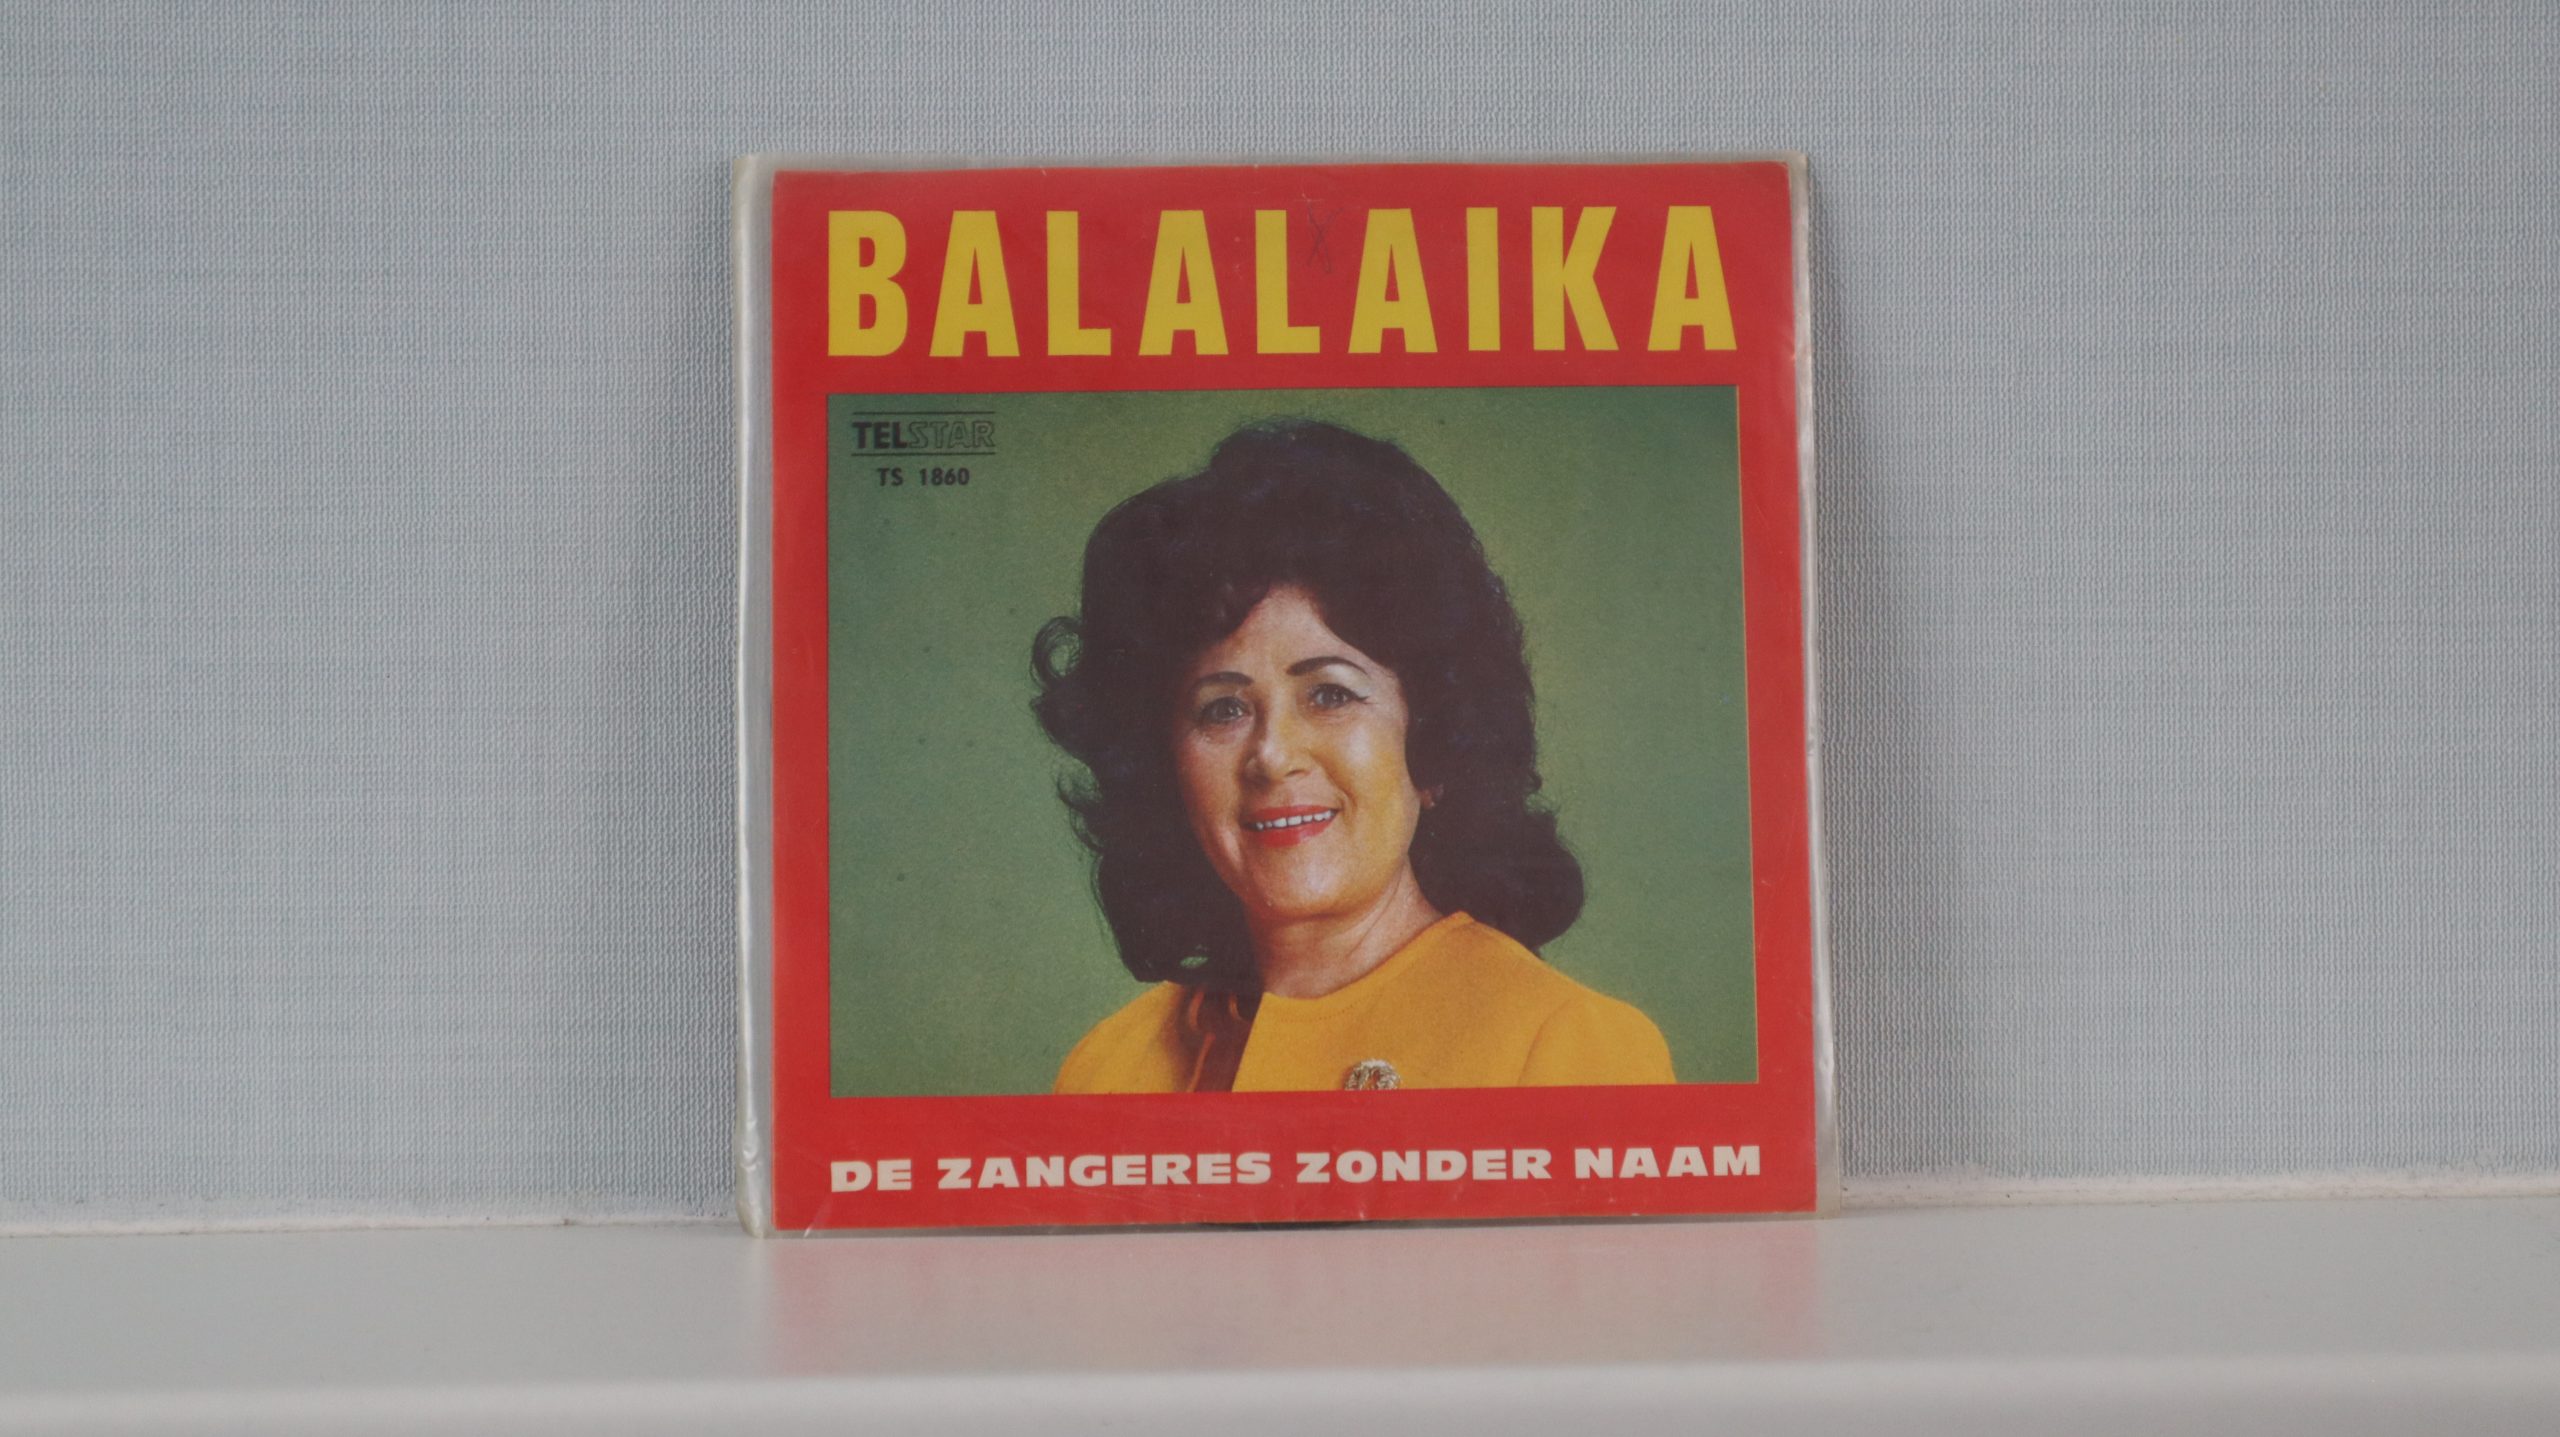 BALALAIKA
TELSTAR
TS 1860
DE ZANGERES ZONDER NAAM